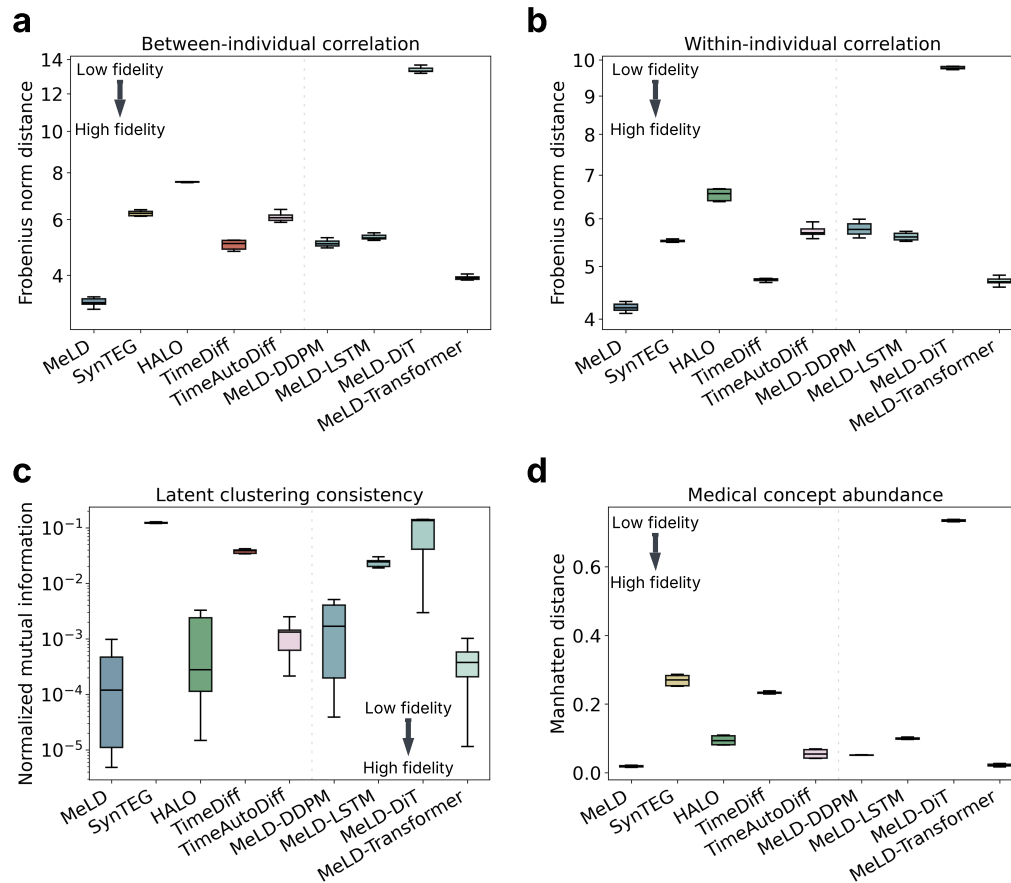 a
Between-individual correlation
Frobenius norm distance
14
12
10
8
6
4
Low fidelity
High fidelity
MeLD
SynTEG
HALO
TimeDiff
TimeAutoDiff
MeLD-DDPM
MeLD-LSTM
MeLD-DiT
MeLD-Transformer
b
Within-individual correlation
Frobenius norm distance
10
9
8
7
6
5
4
Low fidelity
High fidelity
MeLD
SynTEG
HALO
TimeDiff
TimeAutoDiff
MeLD-DDPM
MeLD-LSTM
MeLD-DiT
MeLD-Transformer
c
Latent clustering consistency
Normalized mutual information
10⁻¹
10⁻²
10⁻³
10⁻⁴
10⁻⁵
Low fidelity
High fidelity
MeLD
SynTEG
HALO
TimeDiff
TimeAutoDiff
MeLD-DDPM
MeLD-LSTM
MeLD-DiT
MeLD-Transformer
d
Medical concept abundance
Manhatten distance
0.6
0.4
0.2
0.0
Low fidelity
High fidelity
MeLD
SynTEG
HALO
TimeDiff
TimeAutoDiff
MeLD-DDPM
MeLD-LSTM
MeLD-DiT
MeLD-Transformer